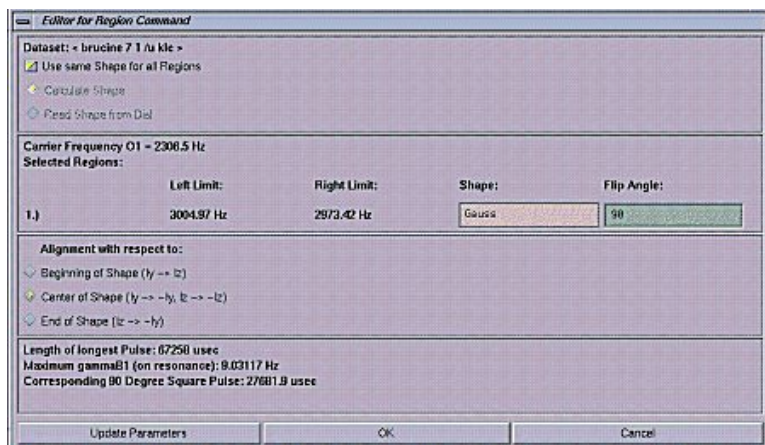 Editor for Region Command
Dataset: < brucine 7 1 /u kle >
Use same Shape for all Regions
Calculate Shape
Read Shape from Disl
Carrier Frequency O1 = 2306.5 Hz
Selected Regions:
Left Limit: Right Limit: Shape: Flip Angle:
1.) 3004.97 Hz 2973.42 Hz Gauss 90
Alignment with respect to:
Beginning of Shape (Iy --> Iz)
Center of Shape (Iy -> -Iy, Iz -> -Iz)
End of Shape (Iz -> -Iy)
Length of longest Pulse: 67258 usec
Maximum gammaB1 (on resonance): 9.03117 Hz
Corresponding 90 Degree Square Pulse: 27681.9 usec
Update Parameters OK Cancel